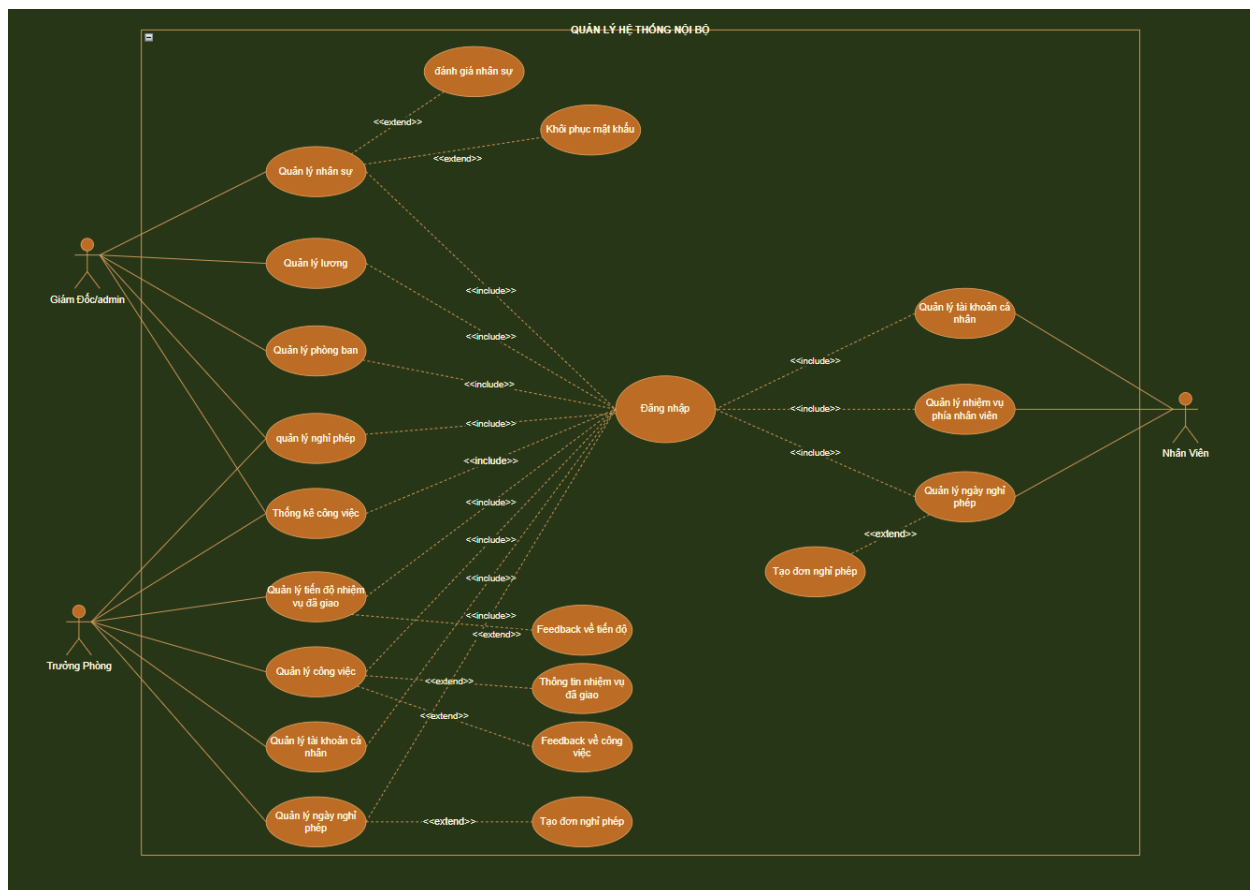 QUẢN LÝ HỆ THỐNG NỘI BỘ
đánh giá nhân sự
<<extend>>
Khôi phục mật khẩu
<<extend>>
Quản lý nhân sự
Quản lý lương
Giám Đốc/admin
<<include>>
Quản lý tài khoản cá
nhân
<<include>>
Quản lý phòng ban
<<include>>
<<include>>
Đăng nhập
<<include>>
Quản lý nhiệm vụ
phía nhân viên
<<include>>
quản lý nghỉ phép
<<include>>
Nhân Viên
<<include>>
Quản lý ngày nghỉ
phép
<<include>>
Thống kê công việc
<<extend>>
<<include>>
Tạo đơn nghỉ phép
<<include>>
Quản lý tiến độ nhiệm
vụ đã giao
<<include>>
<<extend>>
Feedback về tiến độ
Trưởng Phòng
Quản lý công việc
<<extend>>
Thông tin nhiệm vụ
đã giao
<<extend>>
Quản lý tài khoản cá
nhân
Feedback về công
việc
Quản lý ngày nghỉ
phép
<<extend>>
Tạo đơn nghỉ phép